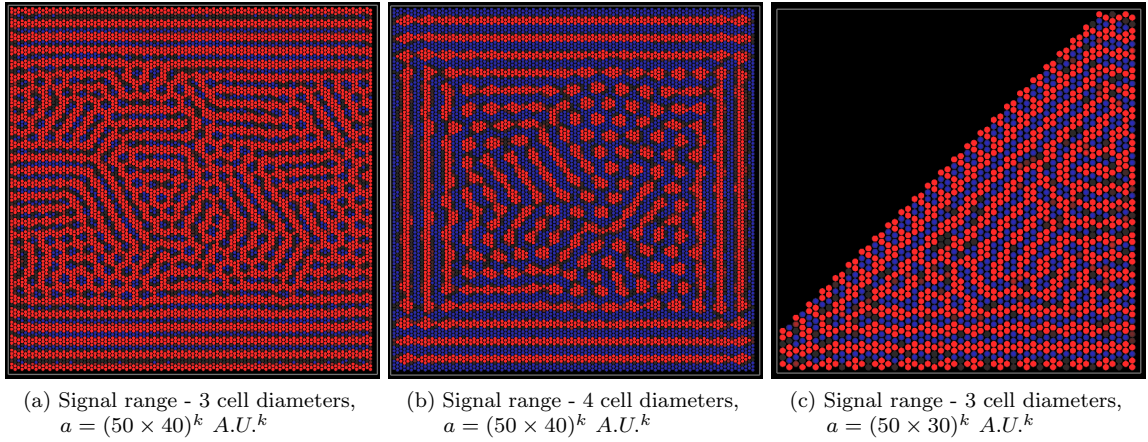 (a) Signal range - 3 cell diameters,
a = (50 × 40)^k A.U.^k
(b) Signal range - 4 cell diameters,
a = (50 × 40)^k A.U.^k
(c) Signal range - 3 cell diameters,
a = (50 × 30)^k A.U.^k